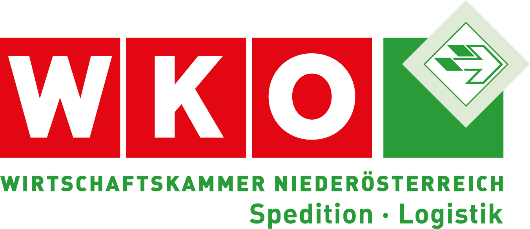 WKO
WIRTSCHAFTSKAMMER NIEDERÖSTERREICH
Spedition · Logistik